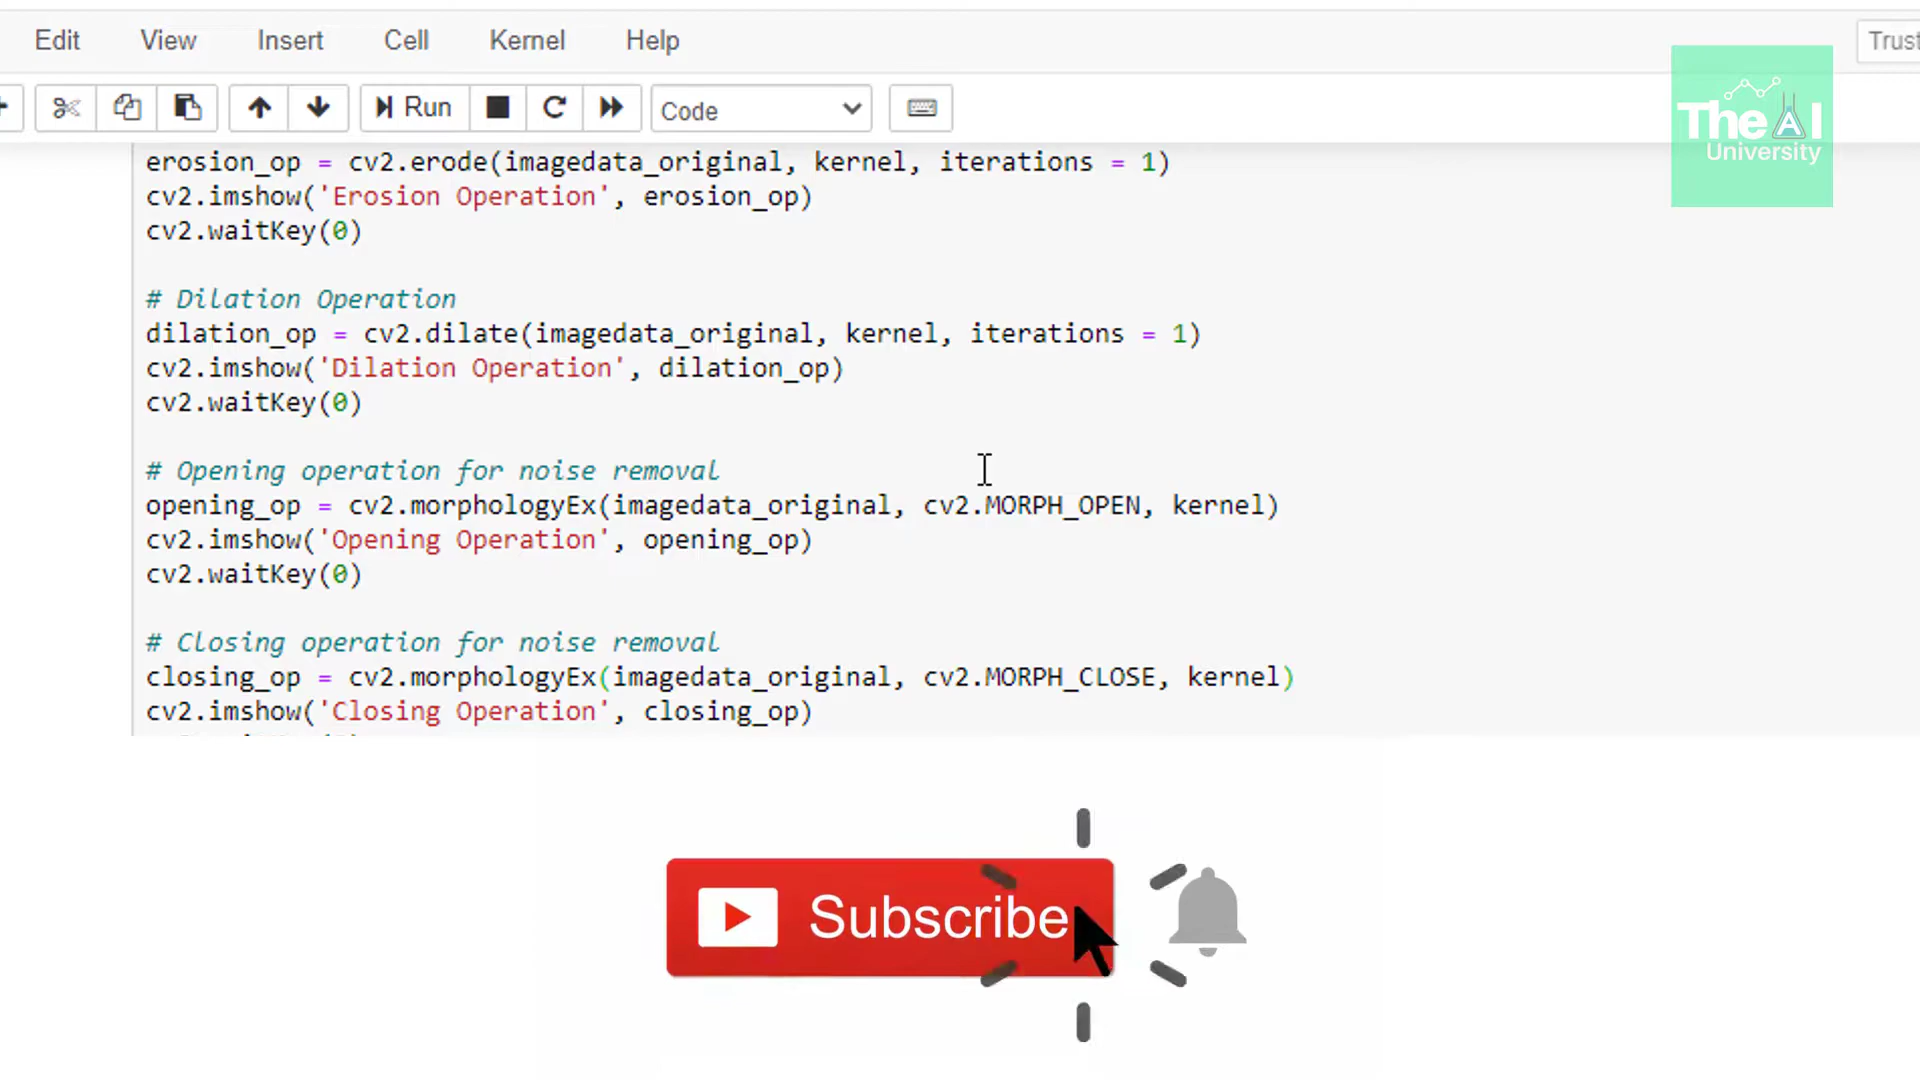 Edit View Insert Cell Kernel Help
Trust
The AI
University
Run
Code
erosion_op = cv2.erode(imagedata_original, kernel, iterations = 1)
cv2.imshow('Erosion Operation', erosion_op)
cv2.waitKey(0)
# Dilation Operation
dilation_op = cv2.dilate(imagedata_original, kernel, iterations = 1)
cv2.imshow('Dilation Operation', dilation_op)
cv2.waitKey(0)
# Opening operation for noise removal
opening_op = cv2.morphologyEx(imagedata_original, cv2.MORPH_OPEN, kernel)
cv2.imshow('Opening Operation', opening_op)
cv2.waitKey(0)
# Closing operation for noise removal
closing_op = cv2.morphologyEx(imagedata_original, cv2.MORPH_CLOSE, kernel)
cv2.imshow('Closing Operation', closing_op)
Subscribe